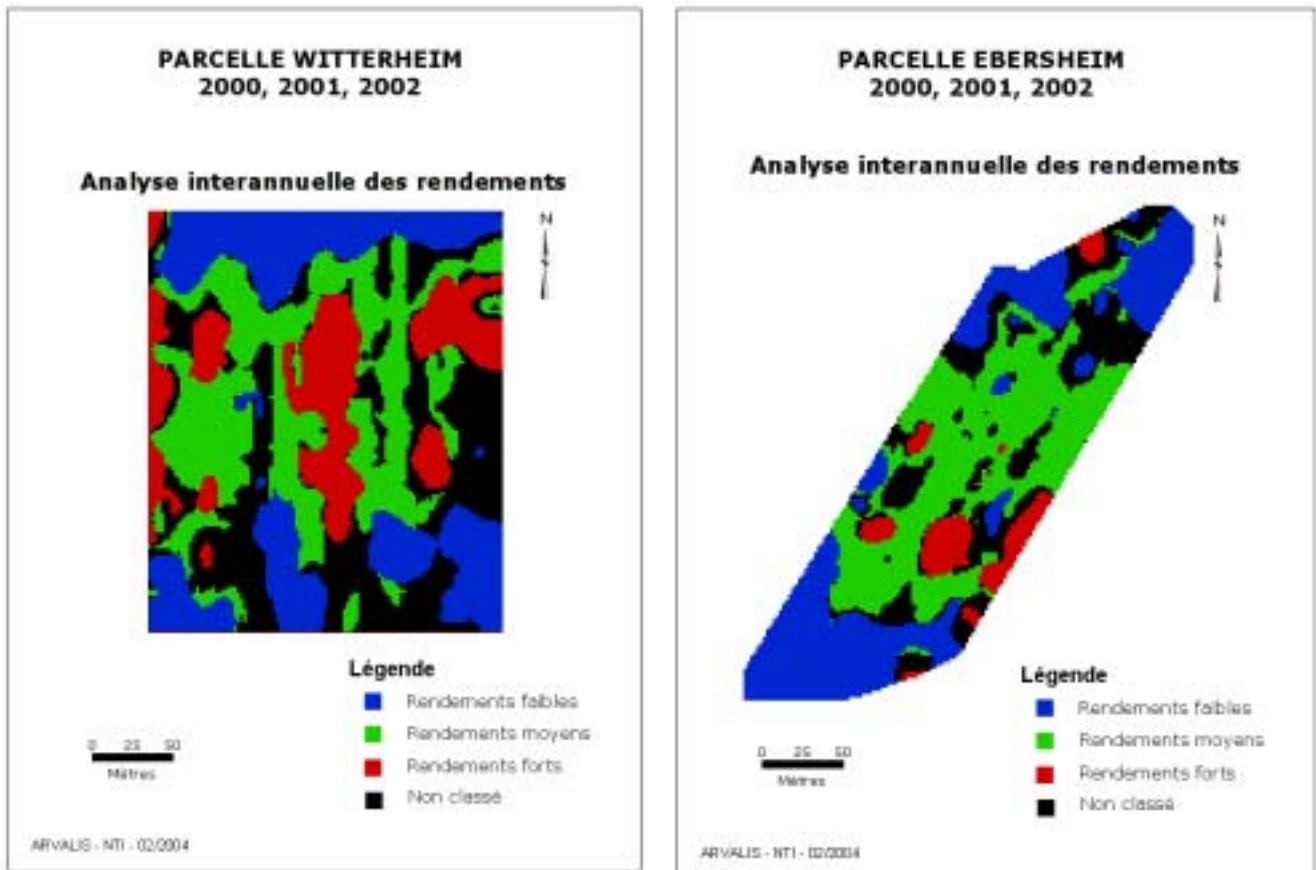 PARCELLE WITTERHEIM
2000, 2001, 2002
Analyse interannuelle des rendements
N
Légende
Rendements faibles
Rendements moyens
Rendements forts
Non classé
0 25 50
Mètres
ARVALIS - NTI - 02/2004
PARCELLE EBERSHEIM
2000, 2001, 2002
Analyse interannuelle des rendements
N
Légende
Rendements faibles
Rendements moyens
Rendements forts
Non classé
0 25 50
Mètres
ARVALIS - NTI - 02/2004